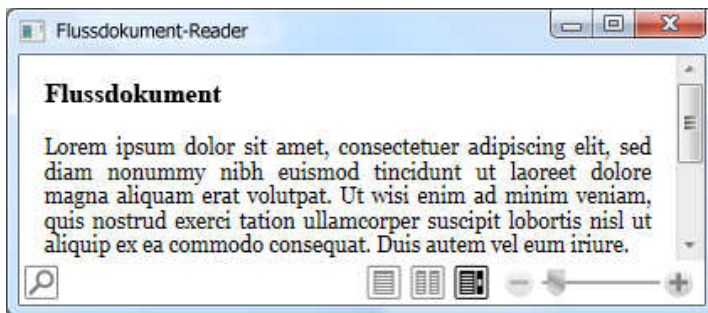 Flussdokument-Reader
Flussdokument
Lorem ipsum dolor sit amet, consectetuer adipiscing elit, sed
diam nonummy nibh euismod tincidunt ut laoreet dolore
magna aliquam erat volutpat. Ut wisi enim ad minim veniam,
quis nostrud exerci tation ullamcorper suscipit lobortis nisl ut
aliquip ex ea commodo consequat. Duis autem vel eum iriure.